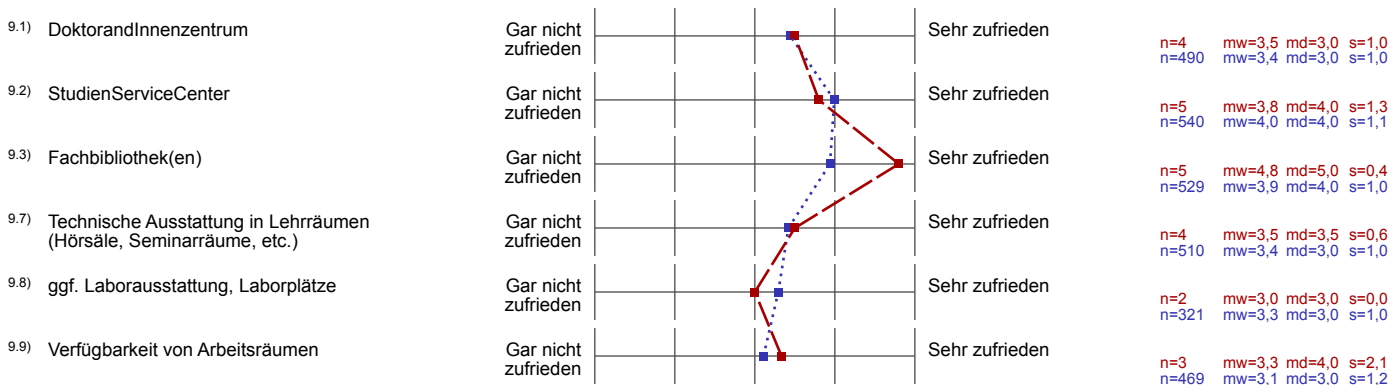 9.1) DoktorandInnenzentrum Gar nicht zufrieden Sehr zufrieden
n=4 mw=3,5 md=3,0 s=1,0
n=490 mw=3,4 md=3,0 s=1,0
9.2) StudienServiceCenter Gar nicht zufrieden Sehr zufrieden
n=5 mw=3,8 md=4,0 s=1,3
n=540 mw=4,0 md=4,0 s=1,1
9.3) Fachbibliothek(en) Gar nicht zufrieden Sehr zufrieden
n=5 mw=4,8 md=5,0 s=0,4
n=529 mw=3,9 md=4,0 s=1,0
9.7) Technische Ausstattung in Lehrräumen
(Hörsäle, Seminarräume, etc.) Gar nicht zufrieden Sehr zufrieden
n=4 mw=3,5 md=3,5 s=0,6
n=510 mw=3,4 md=3,0 s=1,0
9.8) ggf. Laborausstattung, Laborplätze Gar nicht zufrieden Sehr zufrieden
n=2 mw=3,0 md=3,0 s=0,0
n=321 mw=3,3 md=3,0 s=1,0
9.9) Verfügbarkeit von Arbeitsräumen Gar nicht zufrieden Sehr zufrieden
n=3 mw=3,3 md=4,0 s=2,1
n=469 mw=3,1 md=3,0 s=1,2